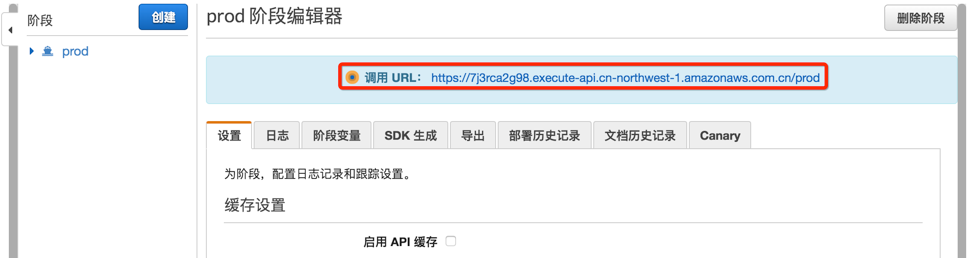 阶段
创建
prod
prod 阶段编辑器
删除阶段
调用 URL： https://7j3rca2g98.execute-api.cn-northwest-1.amazonaws.com.cn/prod
设置 日志 阶段变量 SDK 生成 导出 部署历史记录 文档历史记录 Canary
为阶段，配置日志记录和跟踪设置。
缓存设置
启用 API 缓存